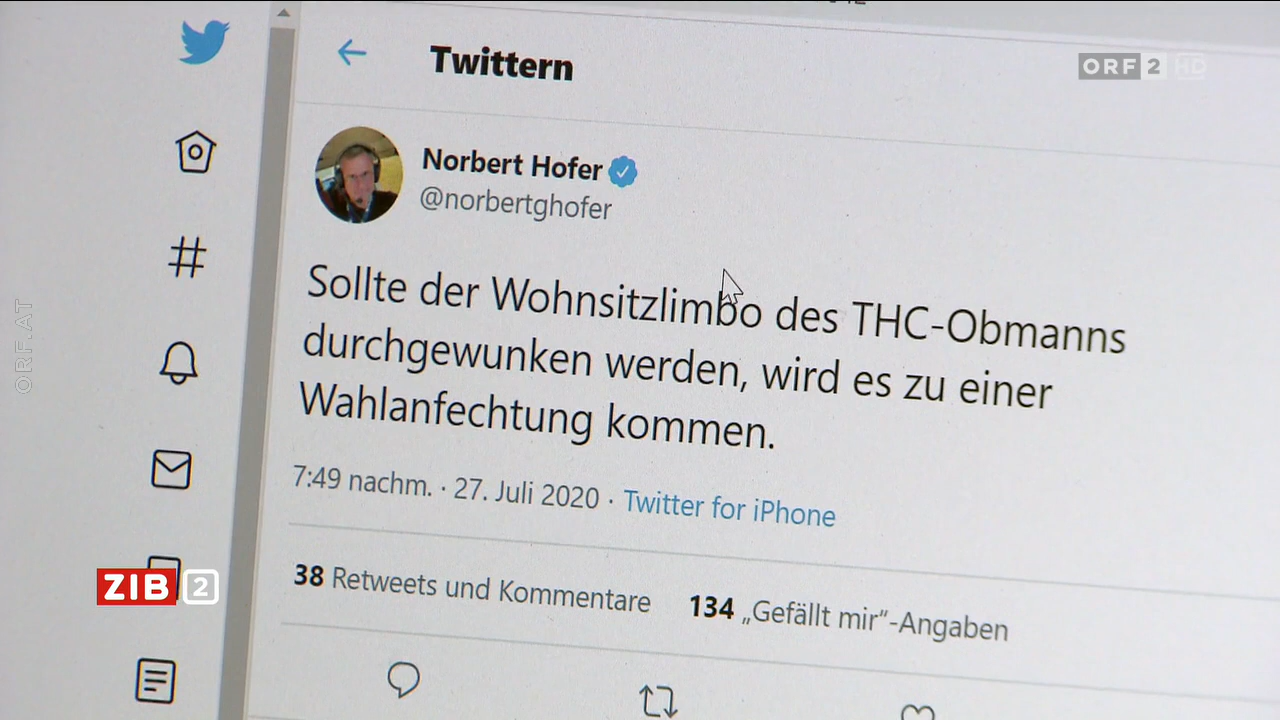 Twittern
ORF 2 HD
Norbert Hofer
@norbertghofer
Sollte der Wohnsitzlimbo des THC-Obmanns
durchgewunken werden, wird es zu einer
Wahlanfechtung kommen.
7:49 nachm. · 27. Juli 2020 · Twitter for iPhone
38 Retweets und Kommentare 134 „Gefällt mir“-Angaben
ORF.AT
ZIB 2